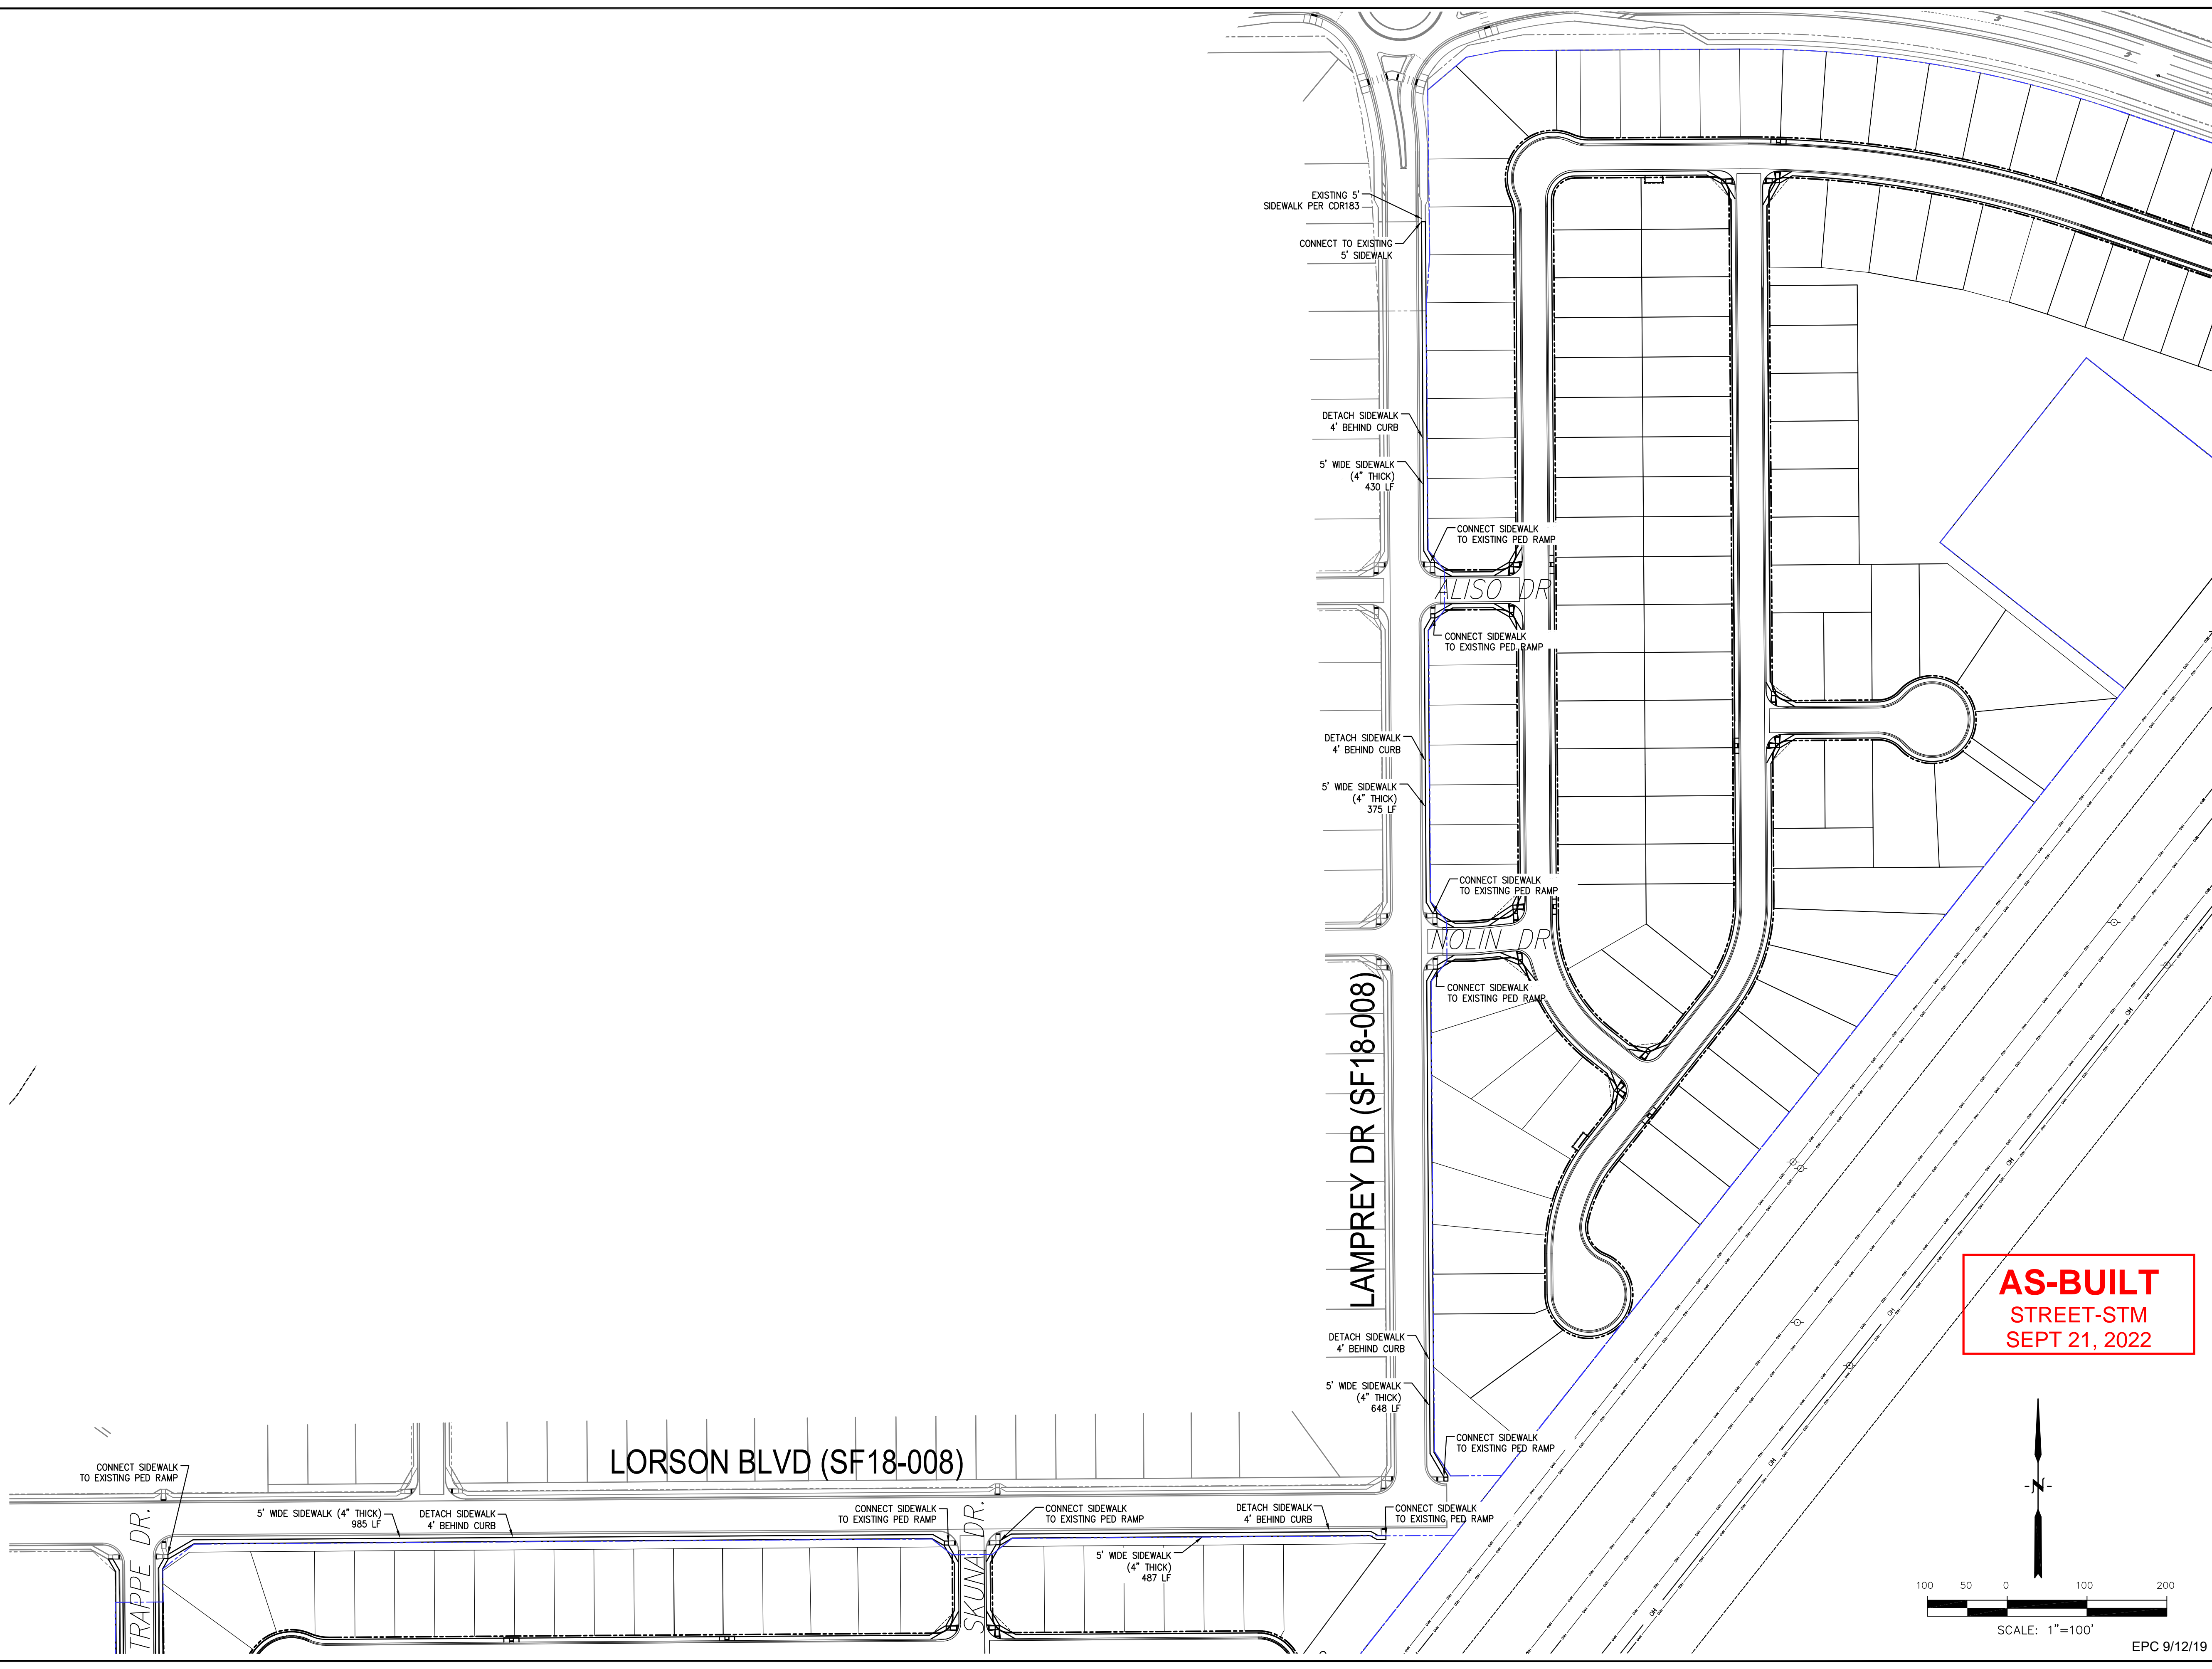 EXISTING 5'
SIDEWALK PER CDR183
CONNECT TO EXISTING
5' SIDEWALK
DETACH SIDEWALK
4' BEHIND CURB
5' WIDE SIDEWALK
(4" THICK)
430 LF
CONNECT SIDEWALK
TO EXISTING PED RAMP
ALISO DR
CONNECT SIDEWALK
TO EXISTING PED RAMP
DETACH SIDEWALK
4' BEHIND CURB
5' WIDE SIDEWALK
(4" THICK)
375 LF
CONNECT SIDEWALK
TO EXISTING PED RAMP
NOLIN DR
CONNECT SIDEWALK
TO EXISTING PED RAMP
LAMPREY DR (SF18-008)
DETACH SIDEWALK
4' BEHIND CURB
5' WIDE SIDEWALK
(4" THICK)
648 LF
CONNECT SIDEWALK
TO EXISTING PED RAMP
AS-BUILT
STREET-STM
SEPT 21, 2022
LORSON BLVD (SF18-008)
CONNECT SIDEWALK
TO EXISTING PED RAMP
TRAPPE DR.
5' WIDE SIDEWALK (4" THICK)
985 LF
DETACH SIDEWALK
4' BEHIND CURB
CONNECT SIDEWALK
TO EXISTING PED RAMP
SKUNA DR.
CONNECT SIDEWALK
TO EXISTING PED RAMP
DETACH SIDEWALK
4' BEHIND CURB
CONNECT SIDEWALK
TO EXISTING PED RAMP
5' WIDE SIDEWALK
(4" THICK)
487 LF
N
100 50 0 100 200
SCALE: 1"=100'
EPC 9/12/19